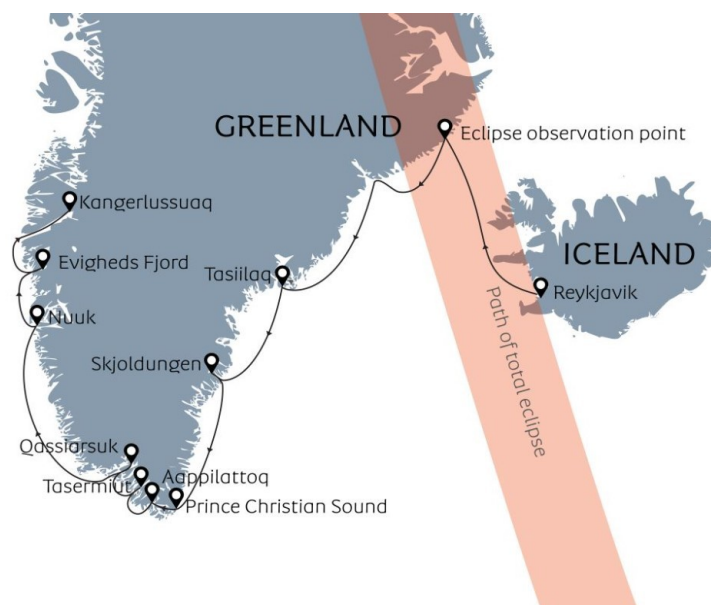 GREENLAND
Eclipse observation point
Kangerlussuaq
ICELAND
Evigheds Fjord
Tasiilaq
Reykjavik
Nuuk
Path of total eclipse
Skjoldungen
Qassiarsuk
Aappilattoq
Tasermiut
Prince Christian Sound